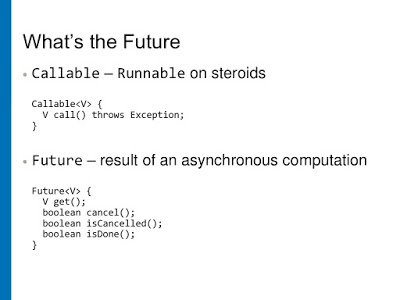 What's the Future
• Callable – Runnable on steroids
Callable<V> {
  V call() throws Exception;
}
• Future – result of an asynchronous computation
Future<V> {
  V get();
  boolean cancel();
  boolean isCancelled();
  boolean isDone();
}